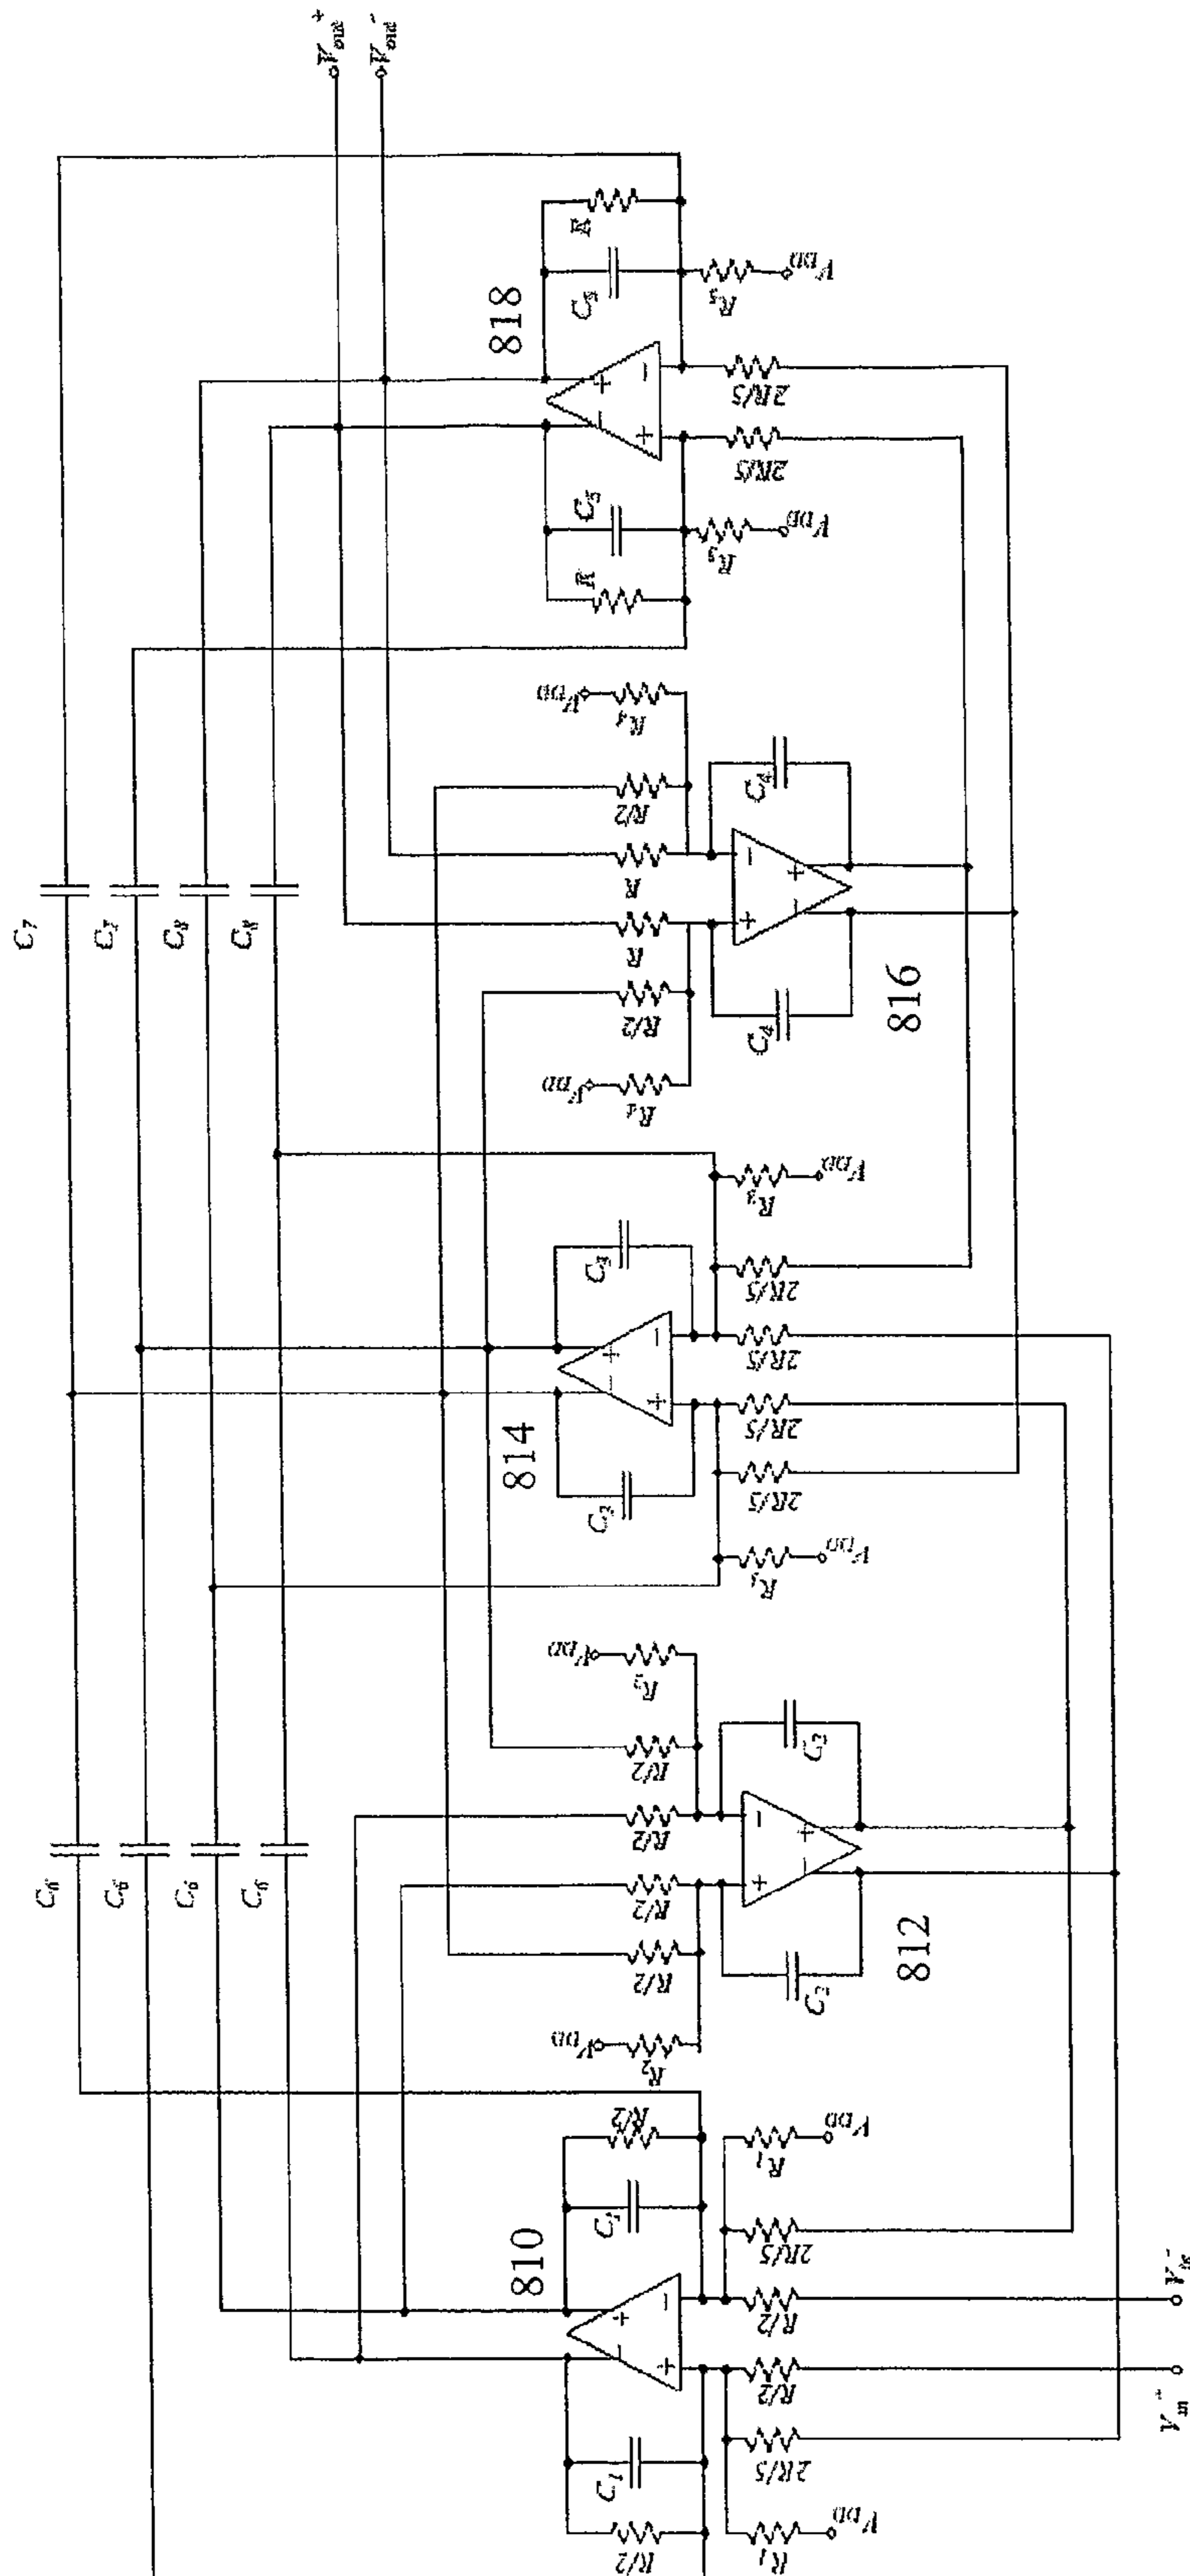 V_out^+
V_out^-
C_7
C_7
C_8
C_8
C_6
C_6
C_6
C_6
818
R
C_5
R_5
V_DD
2R/5
2R/5
C_5
R
R_5
V_DD
V_DD
R_4
R/2
R
R
R/2
V_DD
R_4
C_4
C_4
816
814
C_3
C_3
R_3
V_DD
2R/5
2R/5
2R/5
2R/5
V_DD
V_DD
R_2
R/2
R/2
R/2
R/2
V_DD
R_2
C_2
812
810
R/2
C_1
C_1
R/2
R_1
V_DD
2R/5
R/2
R/2
2R/5
R_1
V_DD
V_in^+
V_in^-
+
−